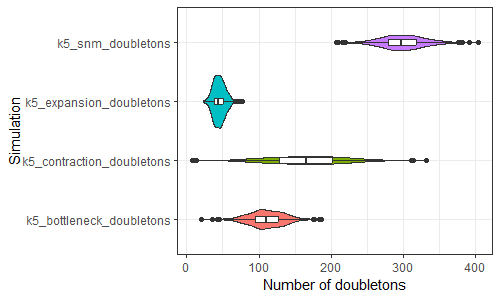 k5_snm_doubletons
k5_expansion_doubletons
k5_contraction_doubletons
k5_bottleneck_doubletons
Simulation
0 100 200 300 400
Number of doubletons